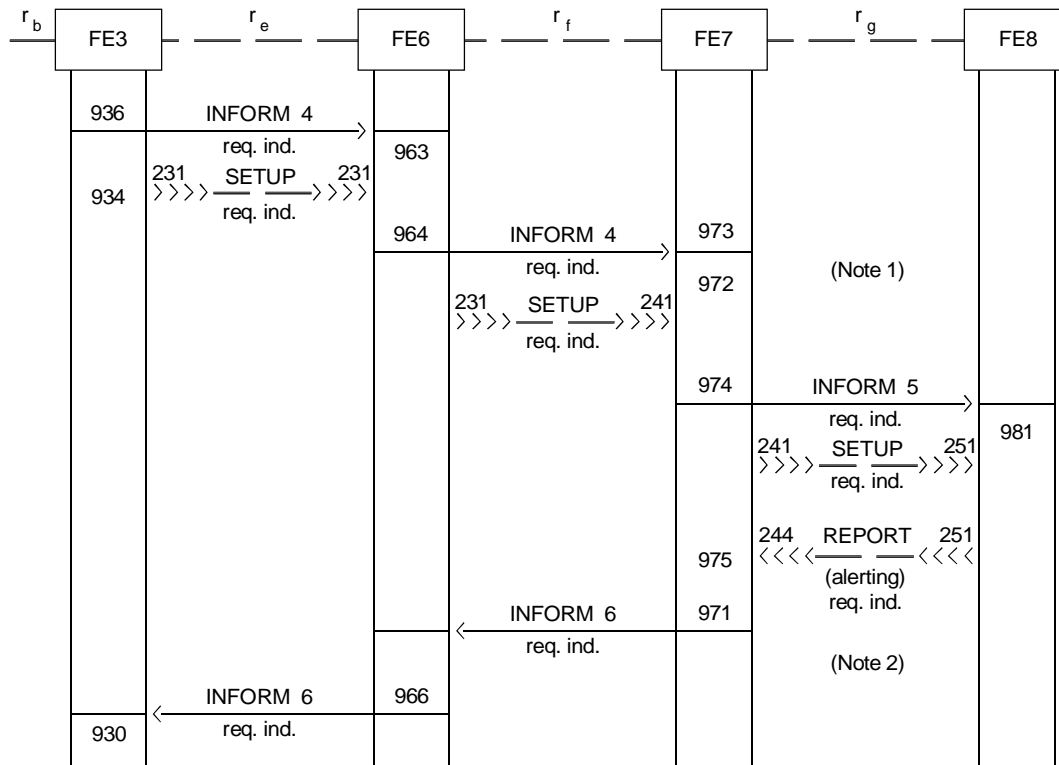 r b r e r f r g
FE3 FE6 FE7 FE8
936 INFORM 4
req. ind. 963
231 SETUP 231
934 req. ind.
964 INFORM 4 973
req. ind. (Note 1)
972
231 SETUP 241
req. ind.
974 INFORM 5
req. ind. 981
241 SETUP 251
req. ind.
244 REPORT 251
975 (alerting)
req. ind.
INFORM 6 971
req. ind. (Note 2)
INFORM 6 966
930 req. ind.